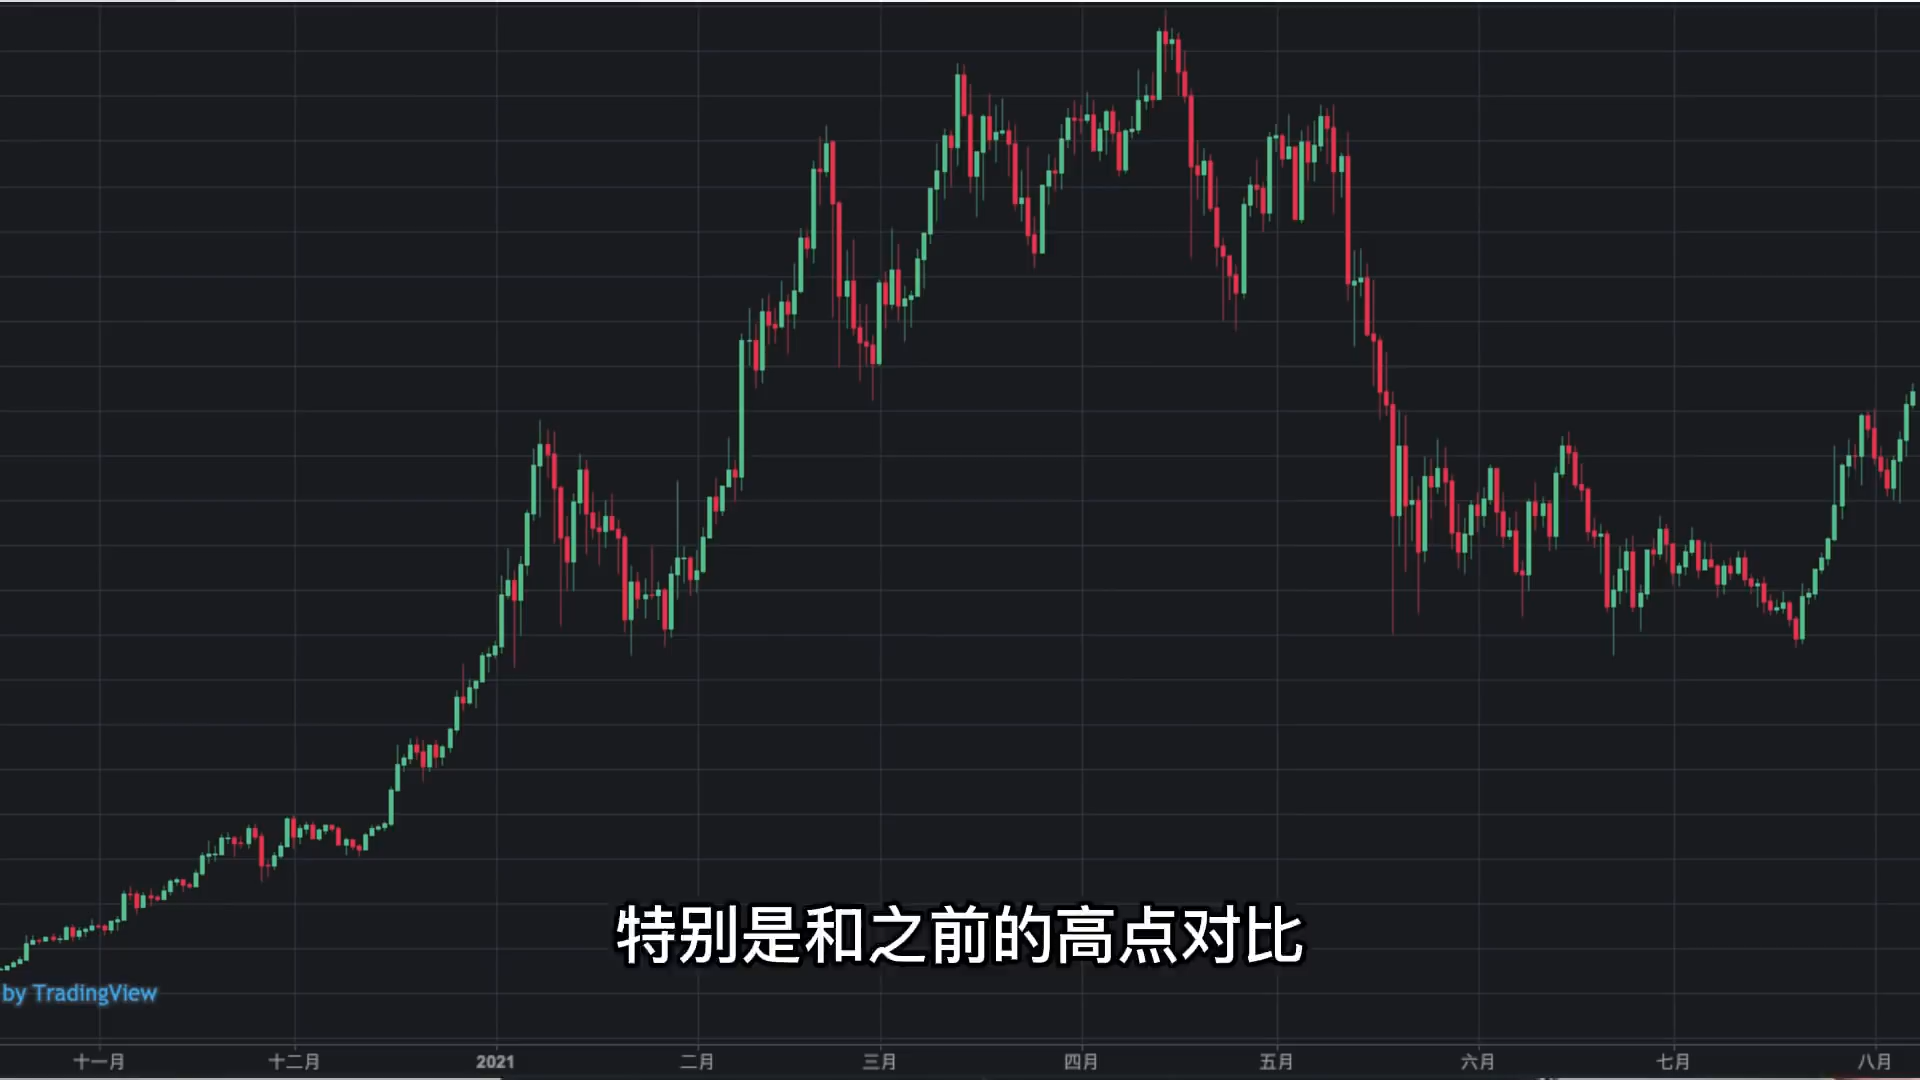 特别是和之前的高点对比
by TradingView
十一月 十二月 2021 二月 三月 四月 五月 六月 七月 八月